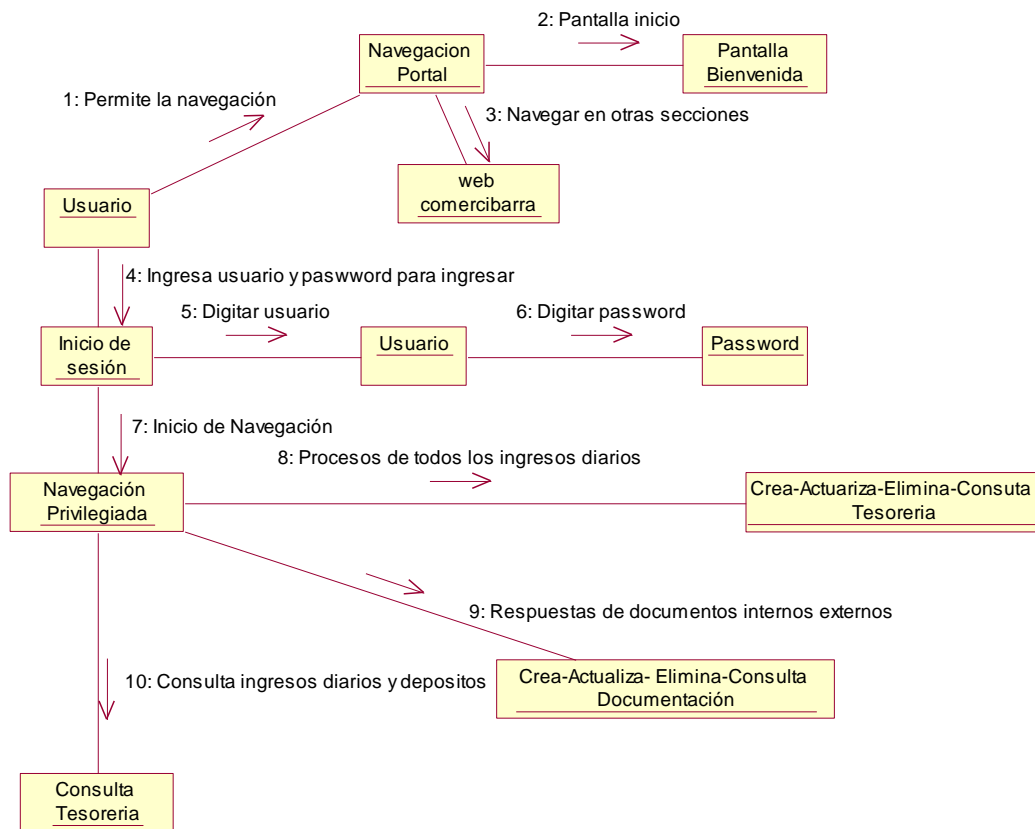 2: Pantalla inicio
Navegacion
Portal
Pantalla
Bienvenida
1: Permite la navegación
3: Navegar en otras secciones
web
comercibarra
Usuario
4: Ingresa usuario y paswword para ingresar
5: Digitar usuario
6: Digitar password
Inicio de
sesión
Usuario
Password
7: Inicio de Navegación
8: Procesos de todos los ingresos diarios
Navegación
Privilegiada
Crea-Actuariza-Elimina-Consuta
Tesoreria
9: Respuestas de documentos internos externos
10: Consulta ingresos diarios y depositos
Crea-Actualiza- Elimina-Consulta
Documentación
Consulta
Tesoreria